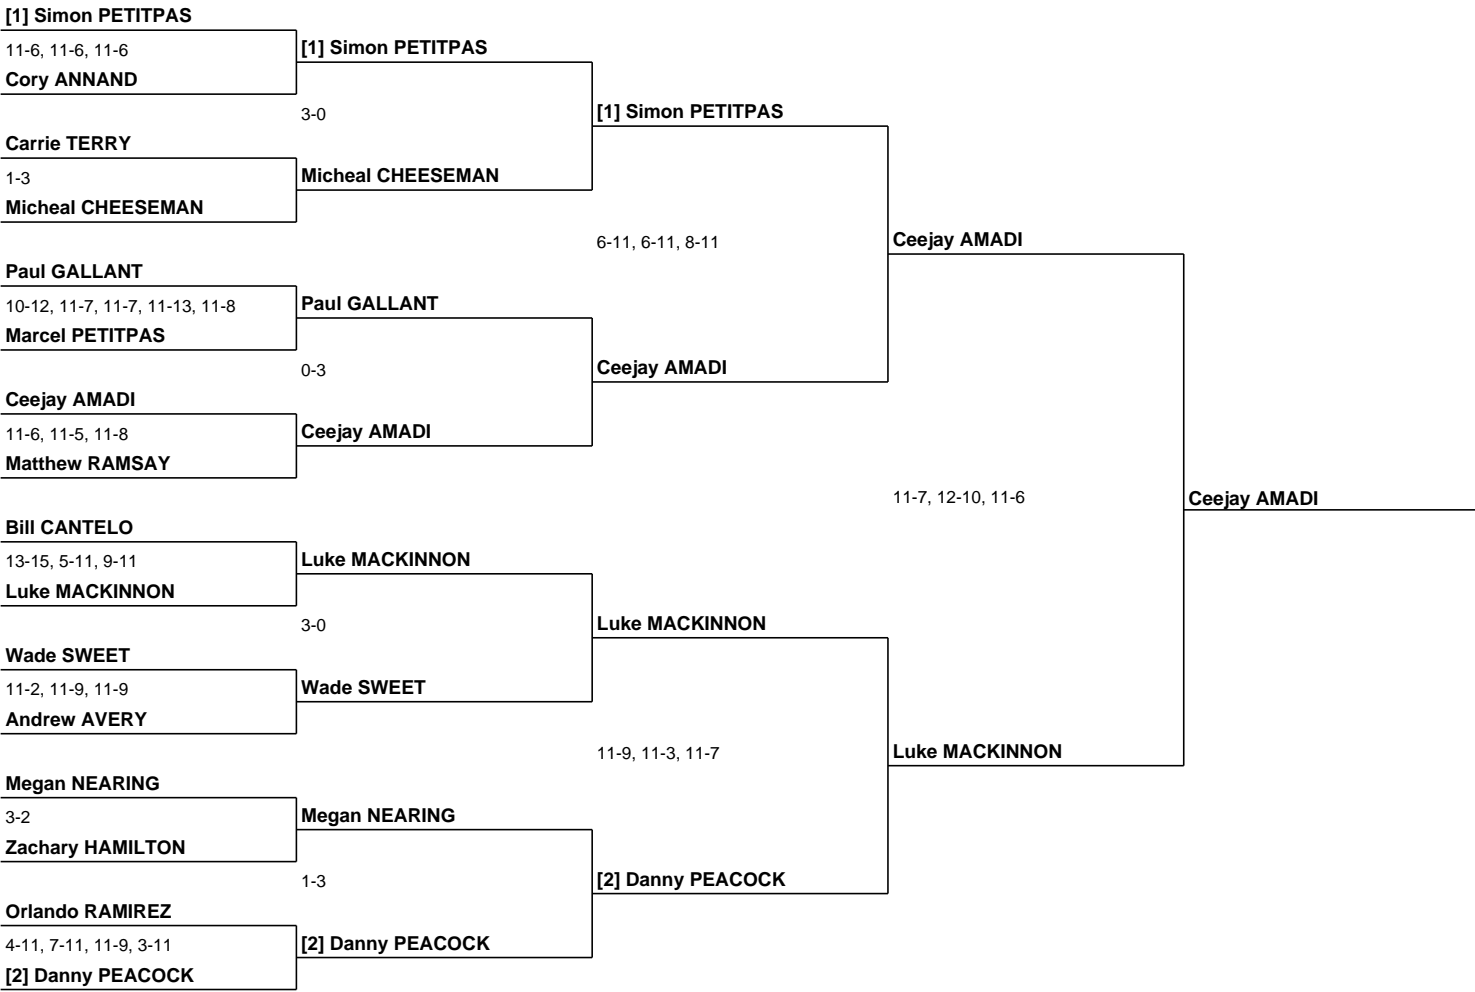 [1] Simon PETITPAS
11-6, 11-6, 11-6
Cory ANNAND
[1] Simon PETITPAS
3-0
Carrie TERRY
1-3
Micheal CHEESEMAN
Micheal CHEESEMAN
[1] Simon PETITPAS
6-11, 6-11, 8-11
Paul GALLANT
10-12, 11-7, 11-7, 11-13, 11-8
Marcel PETITPAS
Paul GALLANT
0-3
Ceejay AMADI
11-6, 11-5, 11-8
Matthew RAMSAY
Ceejay AMADI
Ceejay AMADI
Ceejay AMADI
11-7, 12-10, 11-6
Ceejay AMADI
Bill CANTELO
13-15, 5-11, 9-11
Luke MACKINNON
Luke MACKINNON
3-0
Wade SWEET
11-2, 11-9, 11-9
Andrew AVERY
Wade SWEET
Luke MACKINNON
11-9, 11-3, 11-7
Luke MACKINNON
Megan NEARING
3-2
Zachary HAMILTON
Megan NEARING
1-3
Orlando RAMIREZ
4-11, 7-11, 11-9, 3-11
[2] Danny PEACOCK
[2] Danny PEACOCK
[2] Danny PEACOCK